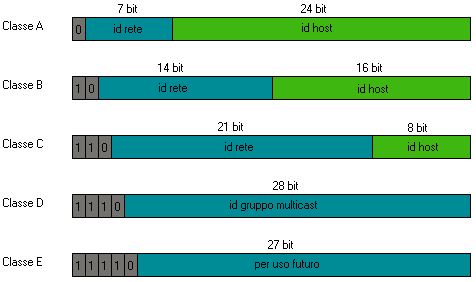 7 bit 24 bit
Classe A 0 id rete id host
14 bit 16 bit
Classe B 1 0 id rete id host
21 bit 8 bit
Classe C 1 1 0 id rete id host
28 bit
Classe D 1 1 1 0 id gruppo multicast
27 bit
Classe E 1 1 1 1 0 per uso futuro